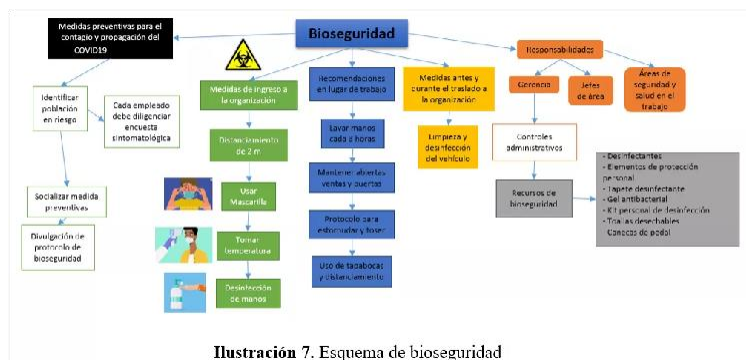 Medidas preventivas para el
contagio y propagación del
COVID19
Bioseguridad
Responsabilidades
Identificar
población
en riesgo
Cada empleado
debe diligenciar
encuesta
sintomatológica
Socializar medida
preventivas
Divulgación de
protocolo de
bioseguridad
Medidas de ingreso a
la organización
Distanciamiento
de 2 m
Usar
Mascarilla
Tomar
temperatura
Desinfección
de manos
Recomendaciones
en lugar de trabajo
Lavar manos
cada horas
Mantener abiertas
ventas y puertas
Protocolo para
estornudar y toser
Uso de tapabocas
y distanciamiento
Medidas antes y
durante el traslado a
la organización
Limpieza y
desinfección
del vehículo
Gerencia
Jefes
de área
Áreas de
seguridad y
salud en el
trabajo
Controles
administrativos
Recursos de
bioseguridad
- Desinfectantes
- Elementos de protección
personal
- Tapete desinfectante
- Gel antibacterial
- Kit personal de desinfección
- Toallas desechables
- Canecas de pedal
Ilustración 7. Esquema de bioseguridad